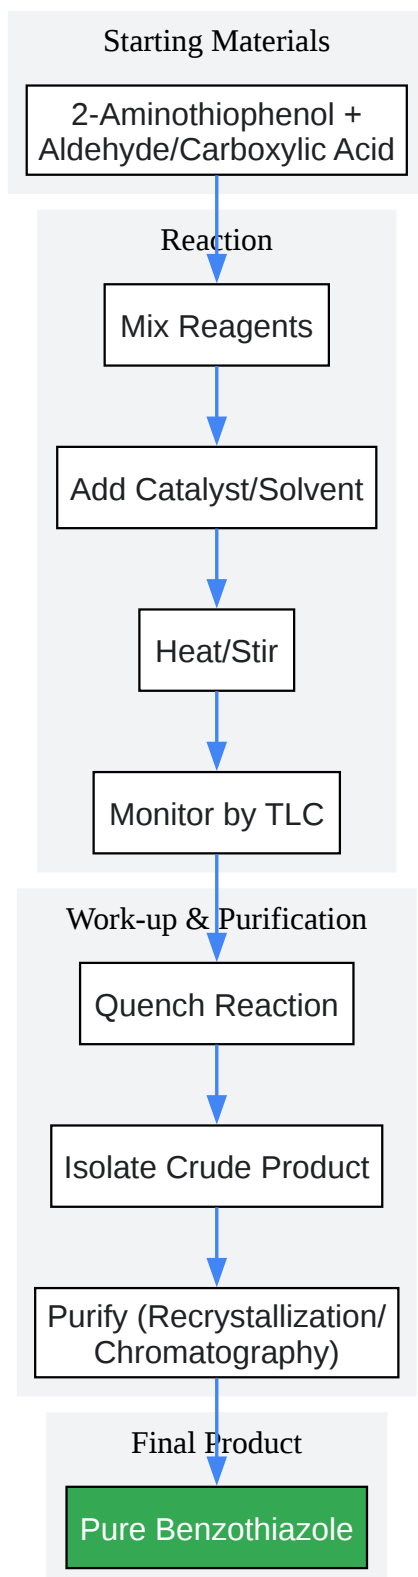 Starting Materials
2-Aminothiophenol +
Aldehyde/Carboxylic Acid
Reaction
Mix Reagents
Add Catalyst/Solvent
Heat/Stir
Monitor by TLC
Work-up & Purification
Quench Reaction
Isolate Crude Product
Purify (Recrystallization/
Chromatography)
Final Product
Pure Benzothiazole